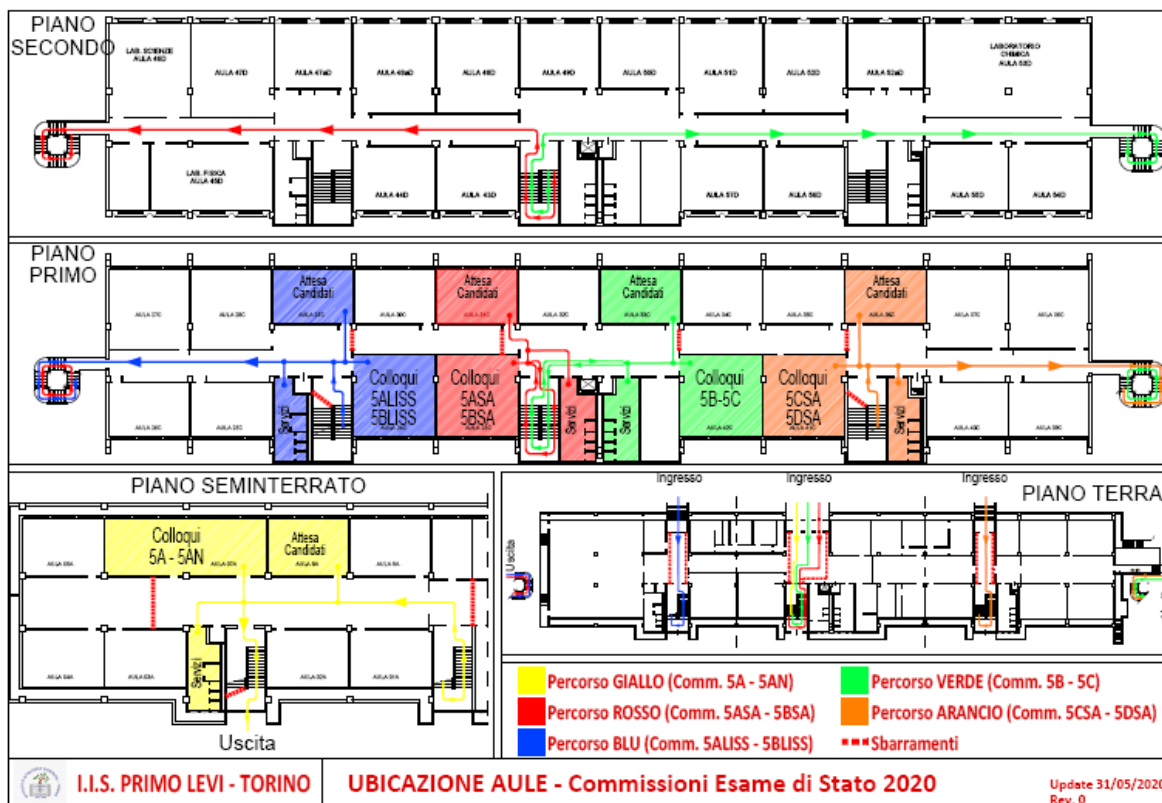 PIANO
SECONDO
LAB. SCIENZE
AULA 46D
AULA 47D
AULA 47aD
AULA 48aD
AULA 48D
AULA 49D
AULA 50D
AULA 51D
AULA 52D
AULA 52aD
LABORATORIO
CHIMICA
AULA 53D
LAB. FISICA
AULA 45D
AULA 44D
AULA 43D
AULA 57D
AULA 56D
AULA 55D
AULA 54D
PIANO
PRIMO
Attesa
Candidati
Attesa
Candidati
Attesa
Candidati
Attesa
Candidati
Colloqui
5ALISS
5BLISS
Colloqui
5ASA
5BSA
Colloqui
5B-5C
Colloqui
5CSA
5DSA
Servizi
Servizi
Servizi
Servizi
PIANO SEMINTERRATO
Colloqui
5A - 5AN
Attesa
Candidati
Servizi
Uscita
Ingresso
Ingresso
Ingresso
PIANO TERRA
Uscita
Percorso GIALLO (Comm. 5A - 5AN)
Percorso VERDE (Comm. 5B - 5C)
Percorso ROSSO (Comm. 5ASA - 5BSA)
Percorso ARANCIO (Comm. 5CSA - 5DSA)
Percorso BLU (Comm. 5ALISS - 5BLISS)
Sbarramenti
I.I.S. PRIMO LEVI - TORINO
UBICAZIONE AULE - Commissioni Esame di Stato 2020
Update 31/05/2020
Rev. 0